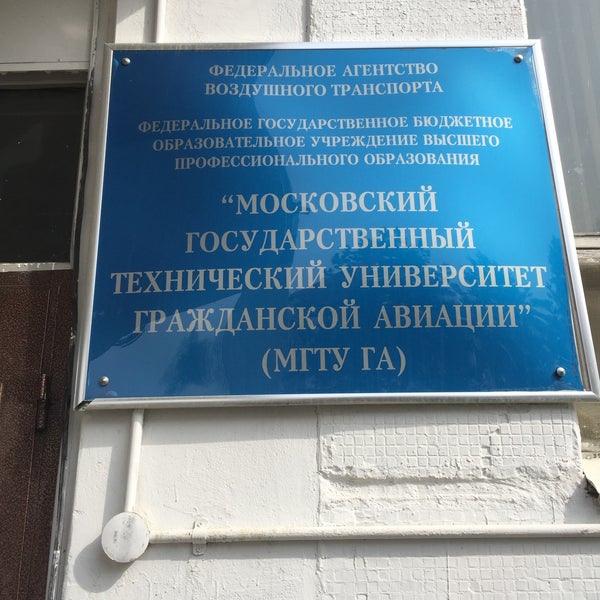 ФЕДЕРАЛЬНОЕ АГЕНТСТВО
ВОЗДУШНОГО ТРАНСПОРТА
ФЕДЕРАЛЬНОЕ ГОСУДАРСТВЕННОЕ БЮДЖЕТНОЕ
ОБРАЗОВАТЕЛЬНОЕ УЧРЕЖДЕНИЕ ВЫСШЕГО
ПРОФЕССИОНАЛЬНОГО ОБРАЗОВАНИЯ
“МОСКОВСКИЙ
ГОСУДАРСТВЕННЫЙ
ТЕХНИЧЕСКИЙ УНИВЕРСИТЕТ
ГРАЖДАНСКОЙ АВИАЦИИ”
(МГТУ ГА)